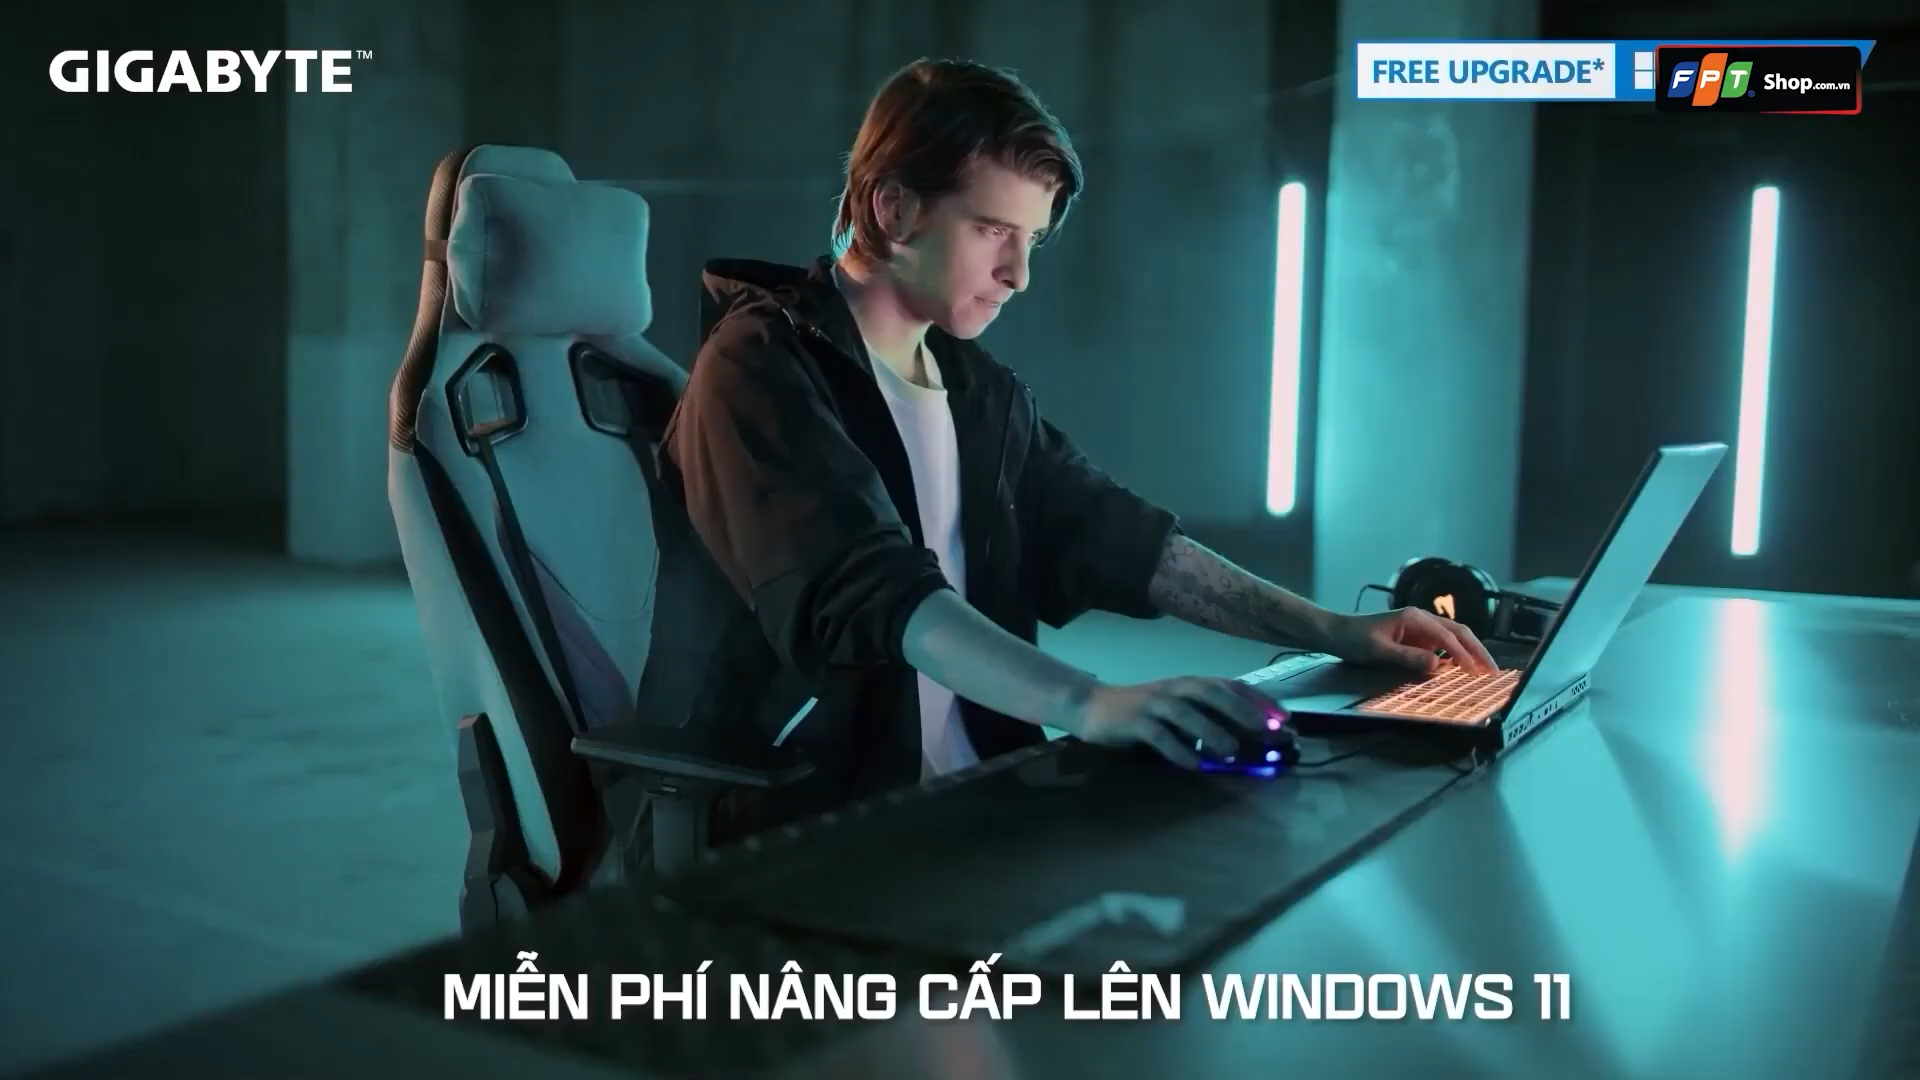 GIGABYTE™
FREE UPGRADE*
FPT® Shop.com.vn
MIỄN PHÍ NÂNG CẤP LÊN WINDOWS 11